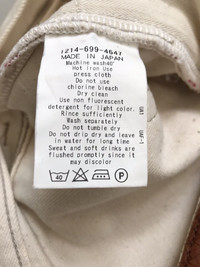 1214-699-4647
MADE IN JAPAN
Machine washed40°
Hot Iron Use
press cloth
Do not use
chlorine bleach
Dry clean
Use non fluorescent
detergent for light color.
Rince sufficiently
Wash separately
Do not tumble dry
Do not drip dry and leave
in water for long time
Sweat and soft drinks are
flushed promptly since it
may discolor
40 P